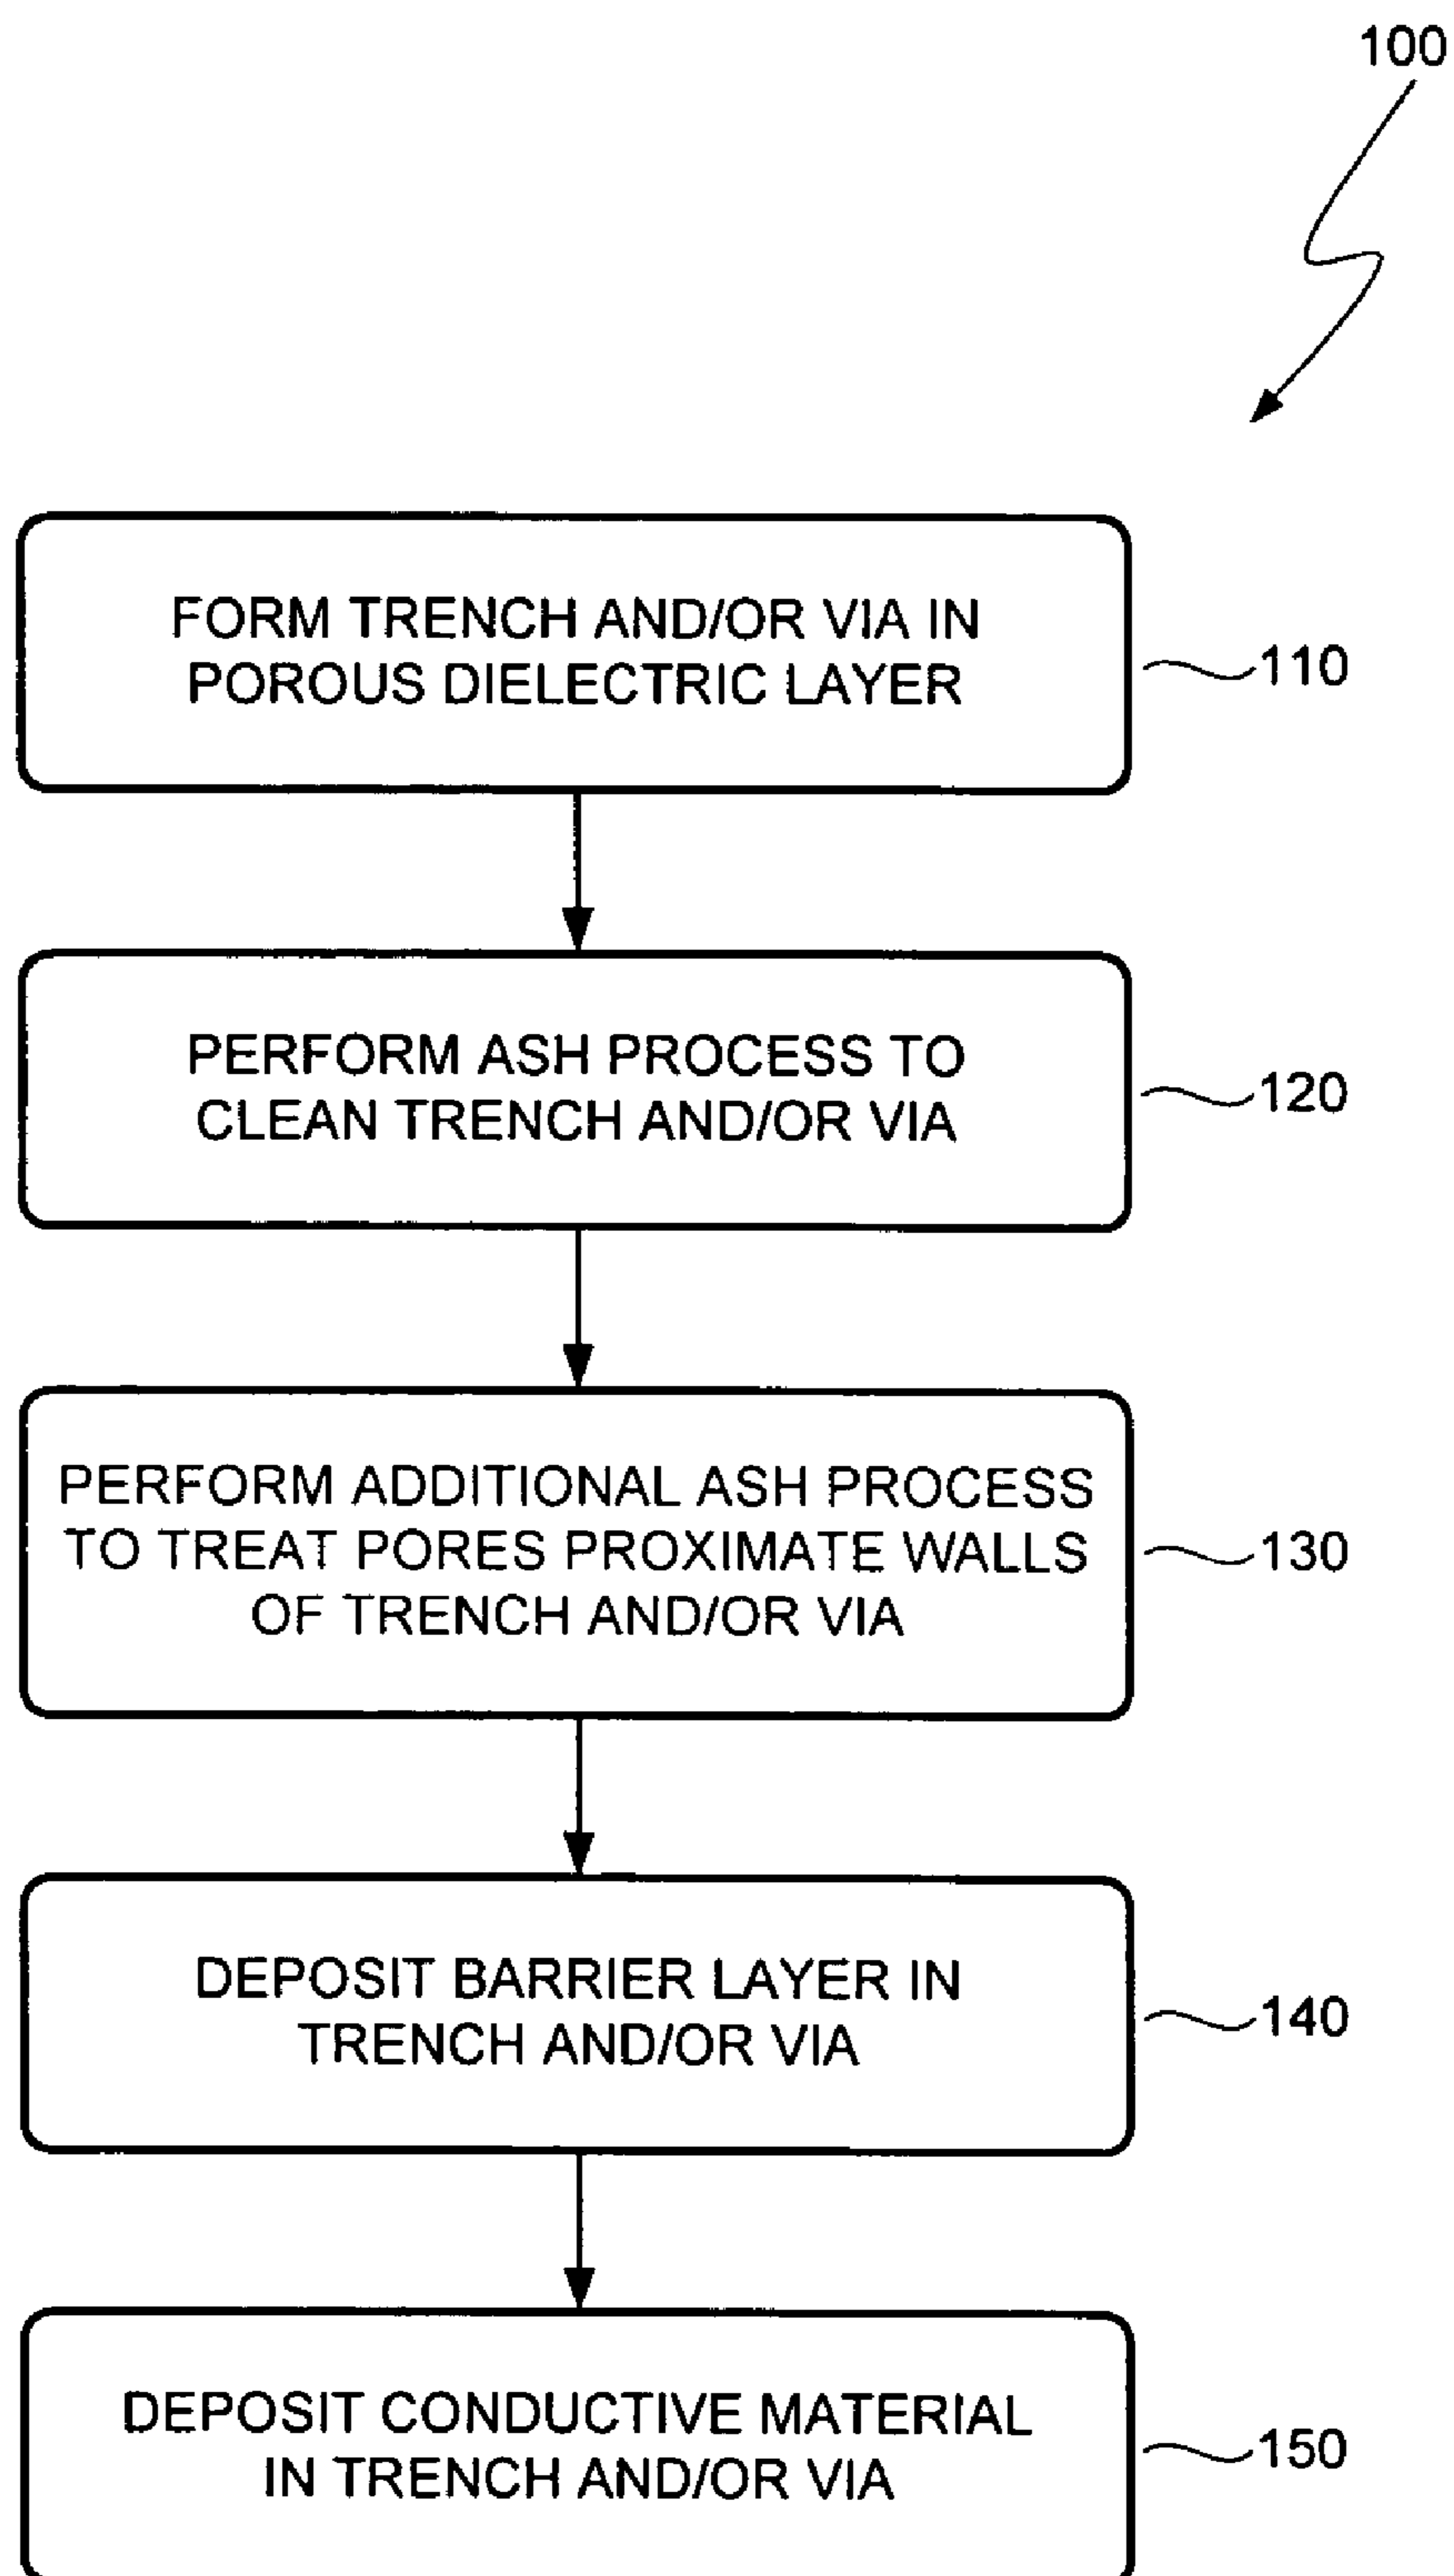 100
FORM TRENCH AND/OR VIA IN
POROUS DIELECTRIC LAYER
110
PERFORM ASH PROCESS TO
CLEAN TRENCH AND/OR VIA
120
PERFORM ADDITIONAL ASH PROCESS
TO TREAT PORES PROXIMATE WALLS
OF TRENCH AND/OR VIA
130
DEPOSIT BARRIER LAYER IN
TRENCH AND/OR VIA
140
DEPOSIT CONDUCTIVE MATERIAL
IN TRENCH AND/OR VIA
150